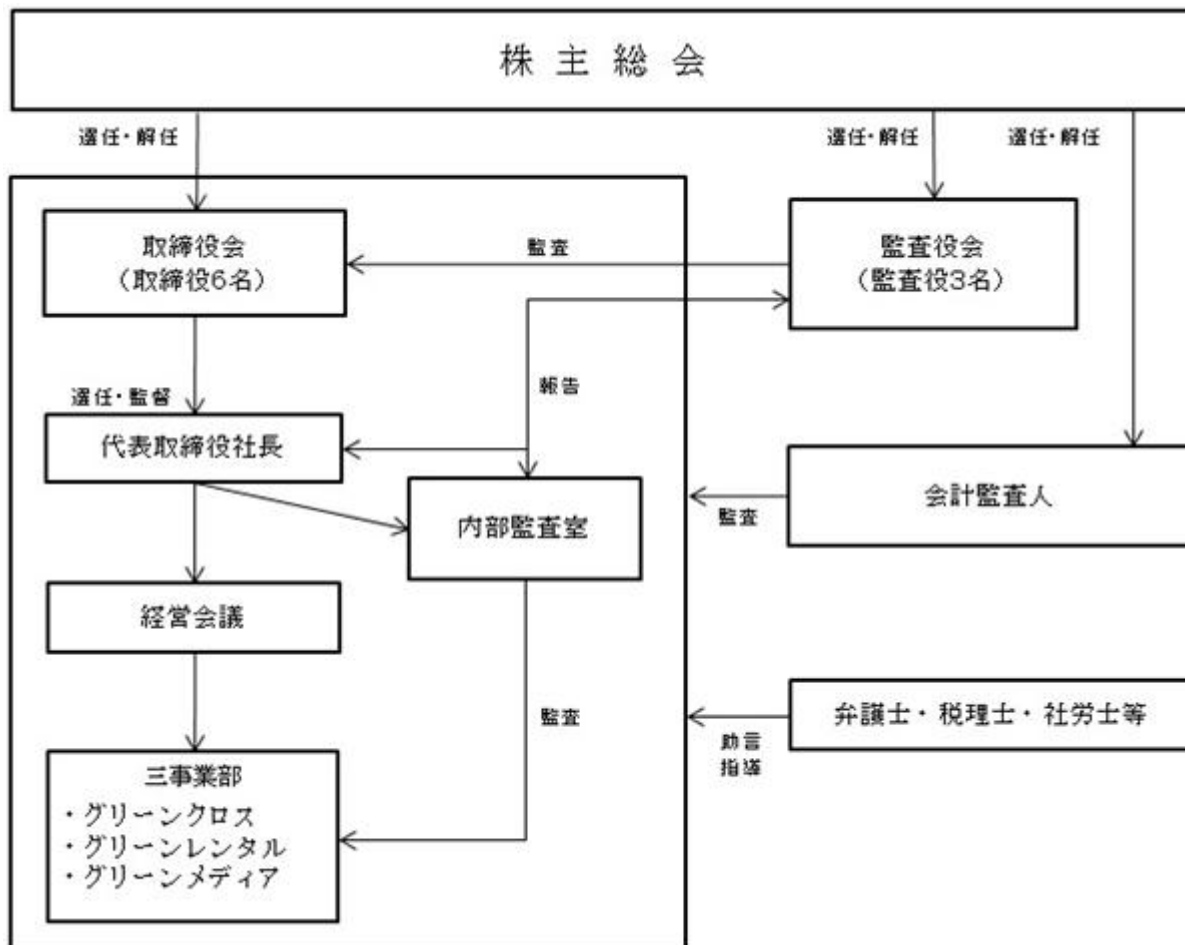 株主総会
選任・解任
選任・解任
選任・解任
取締役会
（取締役6名）
監査
監査役会
（監査役3名）
選任・監督
報告
代表取締役社長
内部監査室
監査
会計監査人
経営会議
監査
弁護士・税理士・社労士等
助言
指導
三事業部
・グリーンクロス
・グリーンレンタル
・グリーンメディア